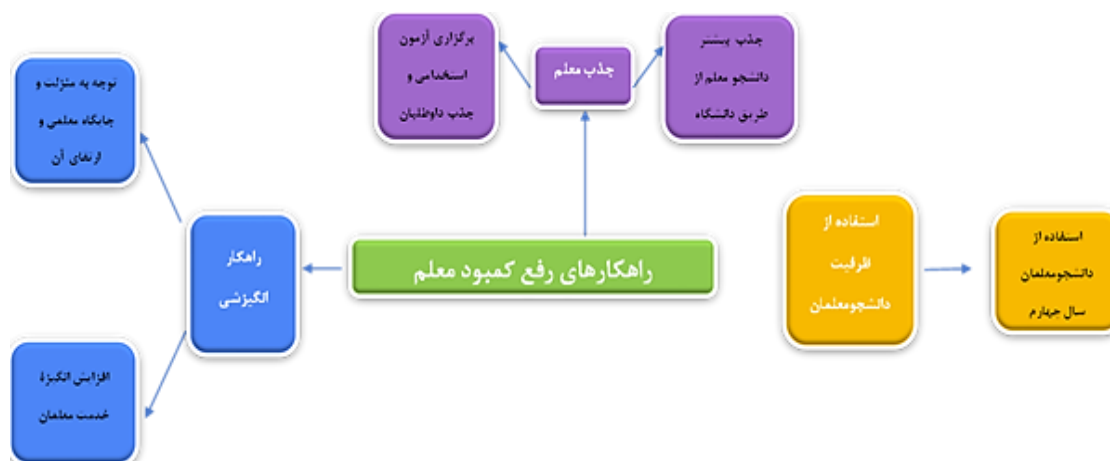 جذب بیشتر
دانشجو معلم از
طریق دانشگاه
جذب معلم
برگزاری آزمون
استخدامی و
جذب داوطلبان
توجه به منزلت و
جایگاه معلمی و
ارتقای آن
استفاده از
ظرفیت
دانشجومعلمان
استفاده از
دانشجومعلمان
سال چهارم
راهکارهای رفع کمبود معلم
راهکار
انگیزشی
افزایش انگیزهٔ
خدمت معلمان